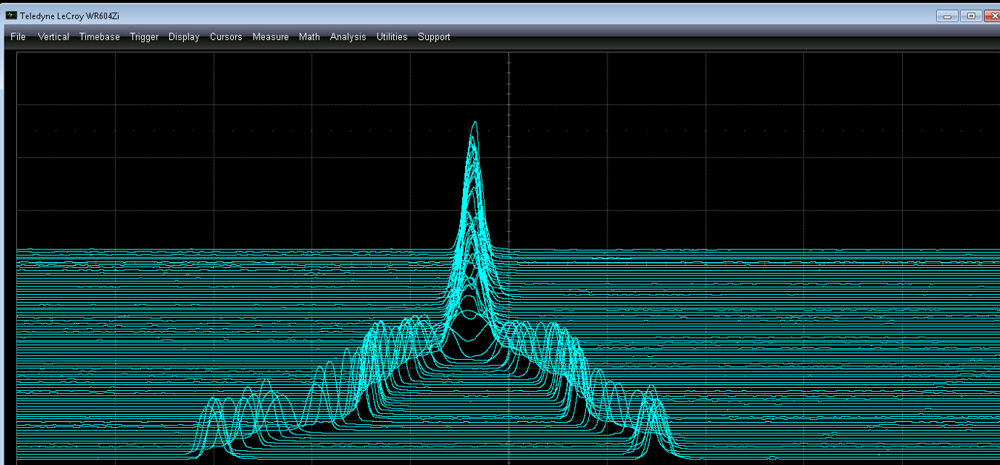 Teledyne LeCroy WR604Zi
File Vertical Timebase Trigger Display Cursors Measure Math Analysis Utilities Support